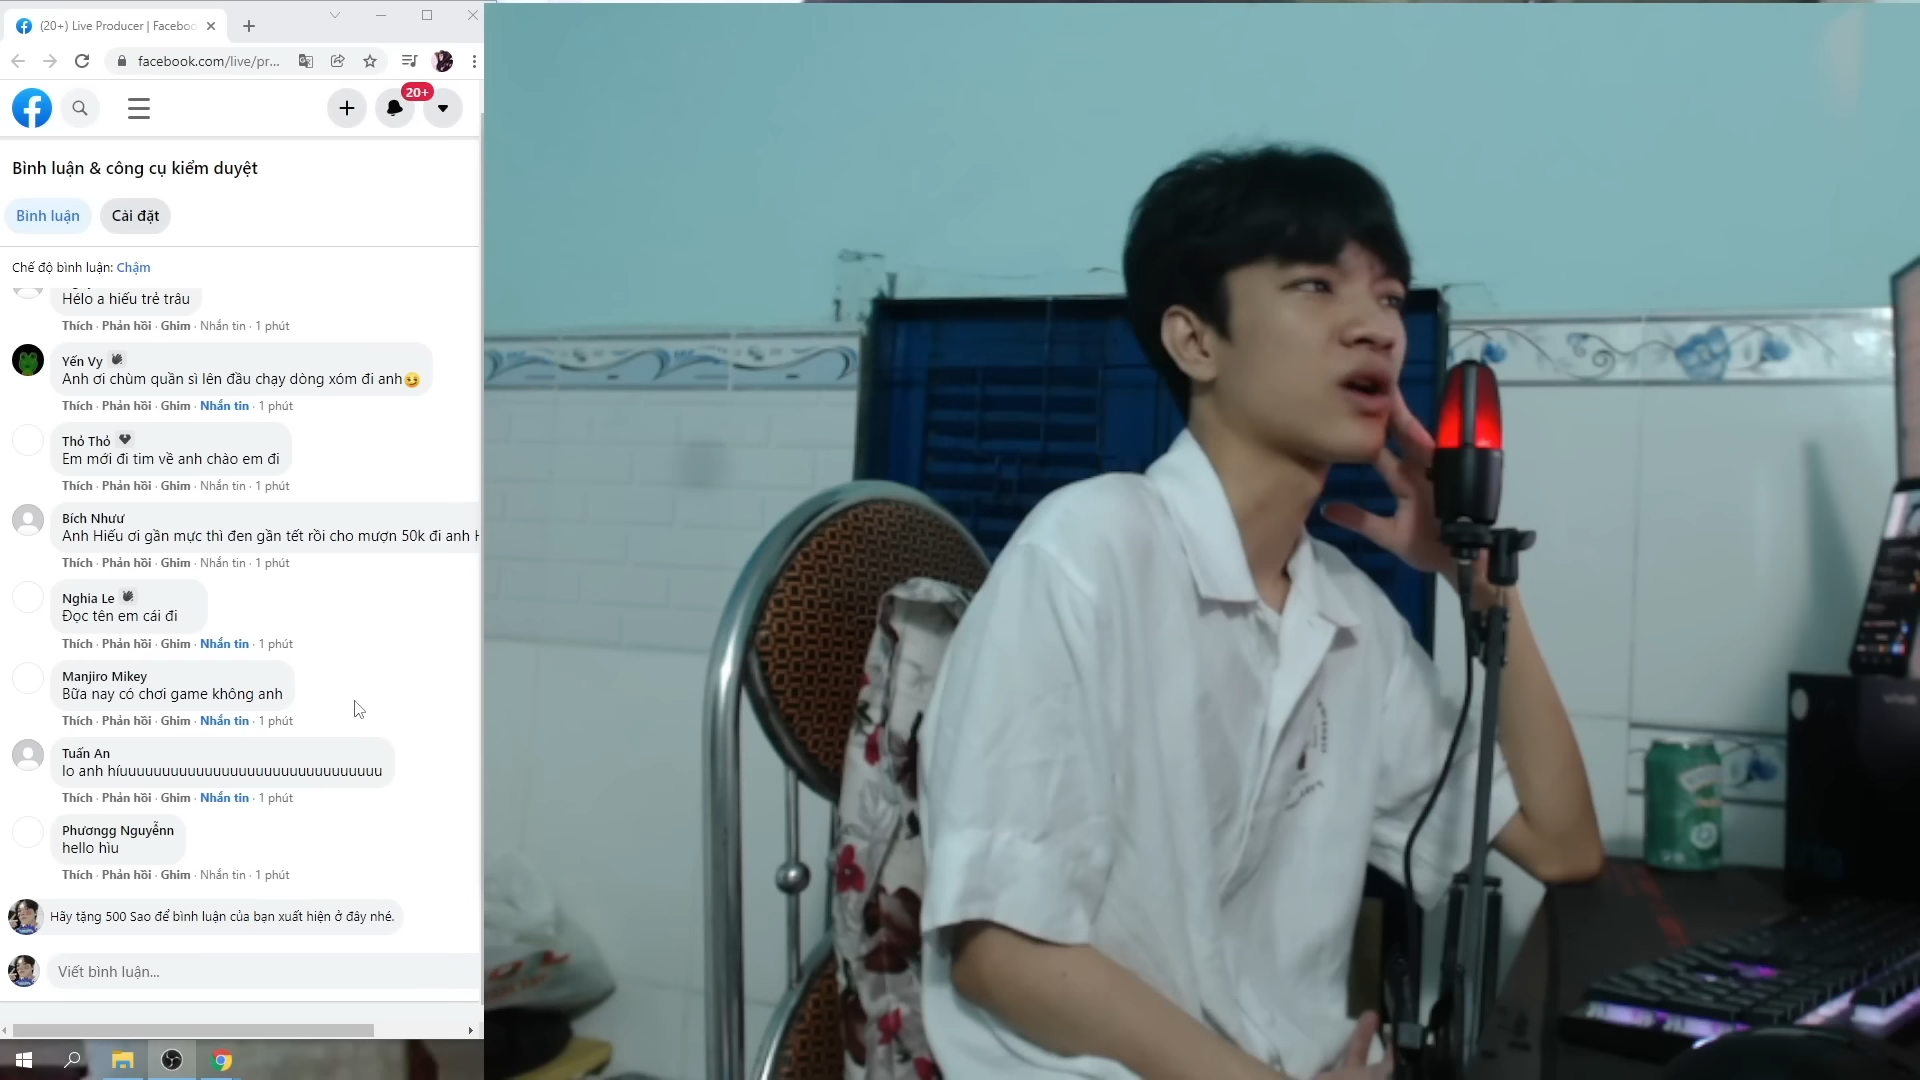 (20+) Live Producer | Facebook
facebook.com/live/pr...
20+
Bình luận & công cụ kiểm duyệt
Bình luận
Cài đặt
Chế độ bình luận: Chậm
Hélo a hiếu trẻ trâu
Thích · Phản hồi · Ghim · Nhắn tin · 1 phút
Yến Vy
Anh ơi chùm quần sì lên đầu chạy dòng xóm đi anh😏
Thích · Phản hồi · Ghim · Nhắn tin · 1 phút
Thỏ Thỏ
Em mới đi tim về anh chào em đi
Thích · Phản hồi · Ghim · Nhắn tin · 1 phút
Bích Nhưư
Anh Hiếu ơi gần mực thì đen gần tết rồi cho mượn 50k đi anh
Thích · Phản hồi · Ghim · Nhắn tin · 1 phút
Nghia Le
Đọc tên em cái đi
Thích · Phản hồi · Ghim · Nhắn tin · 1 phút
Manjiro Mikey
Bữa nay có chơi game không anh
Thích · Phản hồi · Ghim · Nhắn tin · 1 phút
Tuấn An
lo anh híuuuuuuuuuuuuuuuuuuuuuuuuuuuuuuu
Thích · Phản hồi · Ghim · Nhắn tin · 1 phút
Phươngg Nguyễnn
hello hìu
Thích · Phản hồi · Ghim · Nhắn tin · 1 phút
Hãy tặng 500 Sao để bình luận của bạn xuất hiện ở đây nhé.
Viết bình luận...